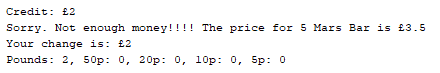 Credit: £2
Sorry. Not enough money!!!! The price for 5 Mars Bar is £3.5
Your change is: £2
Pounds: 2, 50p: 0, 20p: 0, 10p: 0, 5p: 0